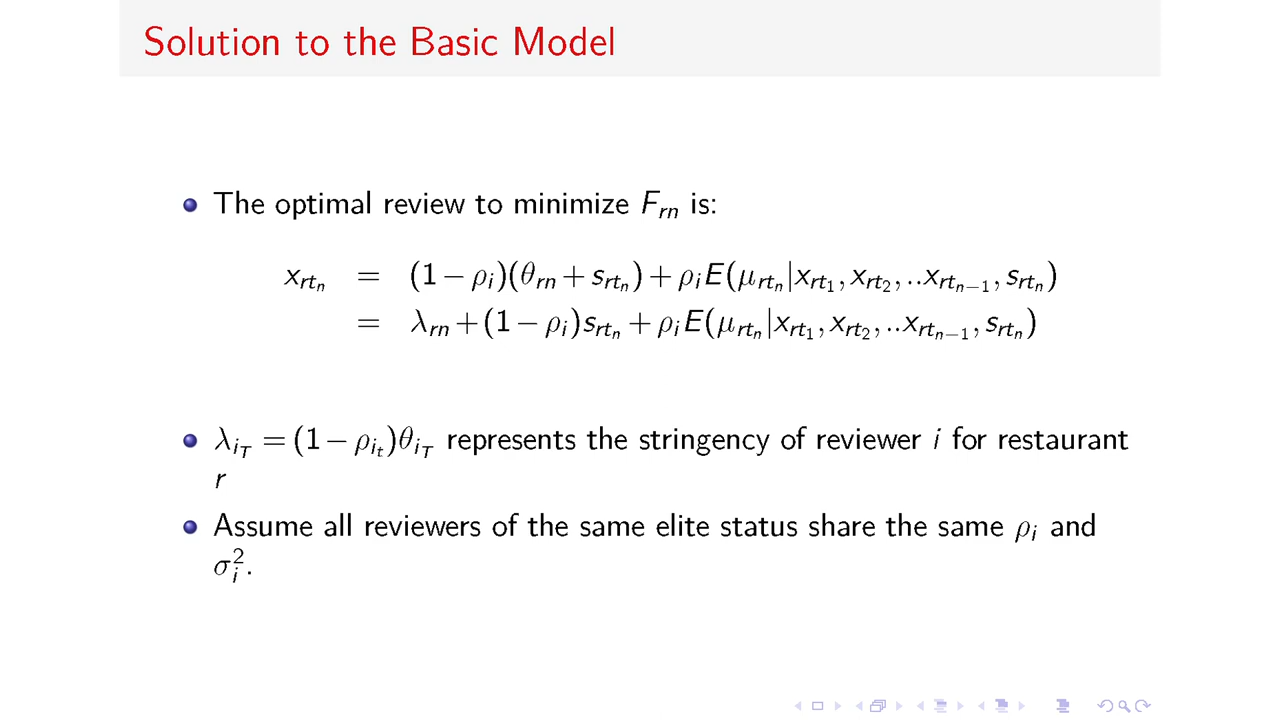 Solution to the Basic Model
The optimal review to minimize F_{rn} is:
x_{rt_n} = (1 − ρ_i)(θ_{rn} + s_{rt_n}) + ρ_i E(μ_{rt_n}|x_{rt_1}, x_{rt_2}, ..x_{rt_{n−1}}, s_{rt_n})
= λ_{rn} + (1 − ρ_i)s_{rt_n} + ρ_i E(μ_{rt_n}|x_{rt_1}, x_{rt_2}, ..x_{rt_{n−1}}, s_{rt_n})
λ_{i_T} = (1 − ρ_{i_t})θ_{i_T} represents the stringency of reviewer i for restaurant
r
Assume all reviewers of the same elite status share the same ρ_i and
σ_i^2.